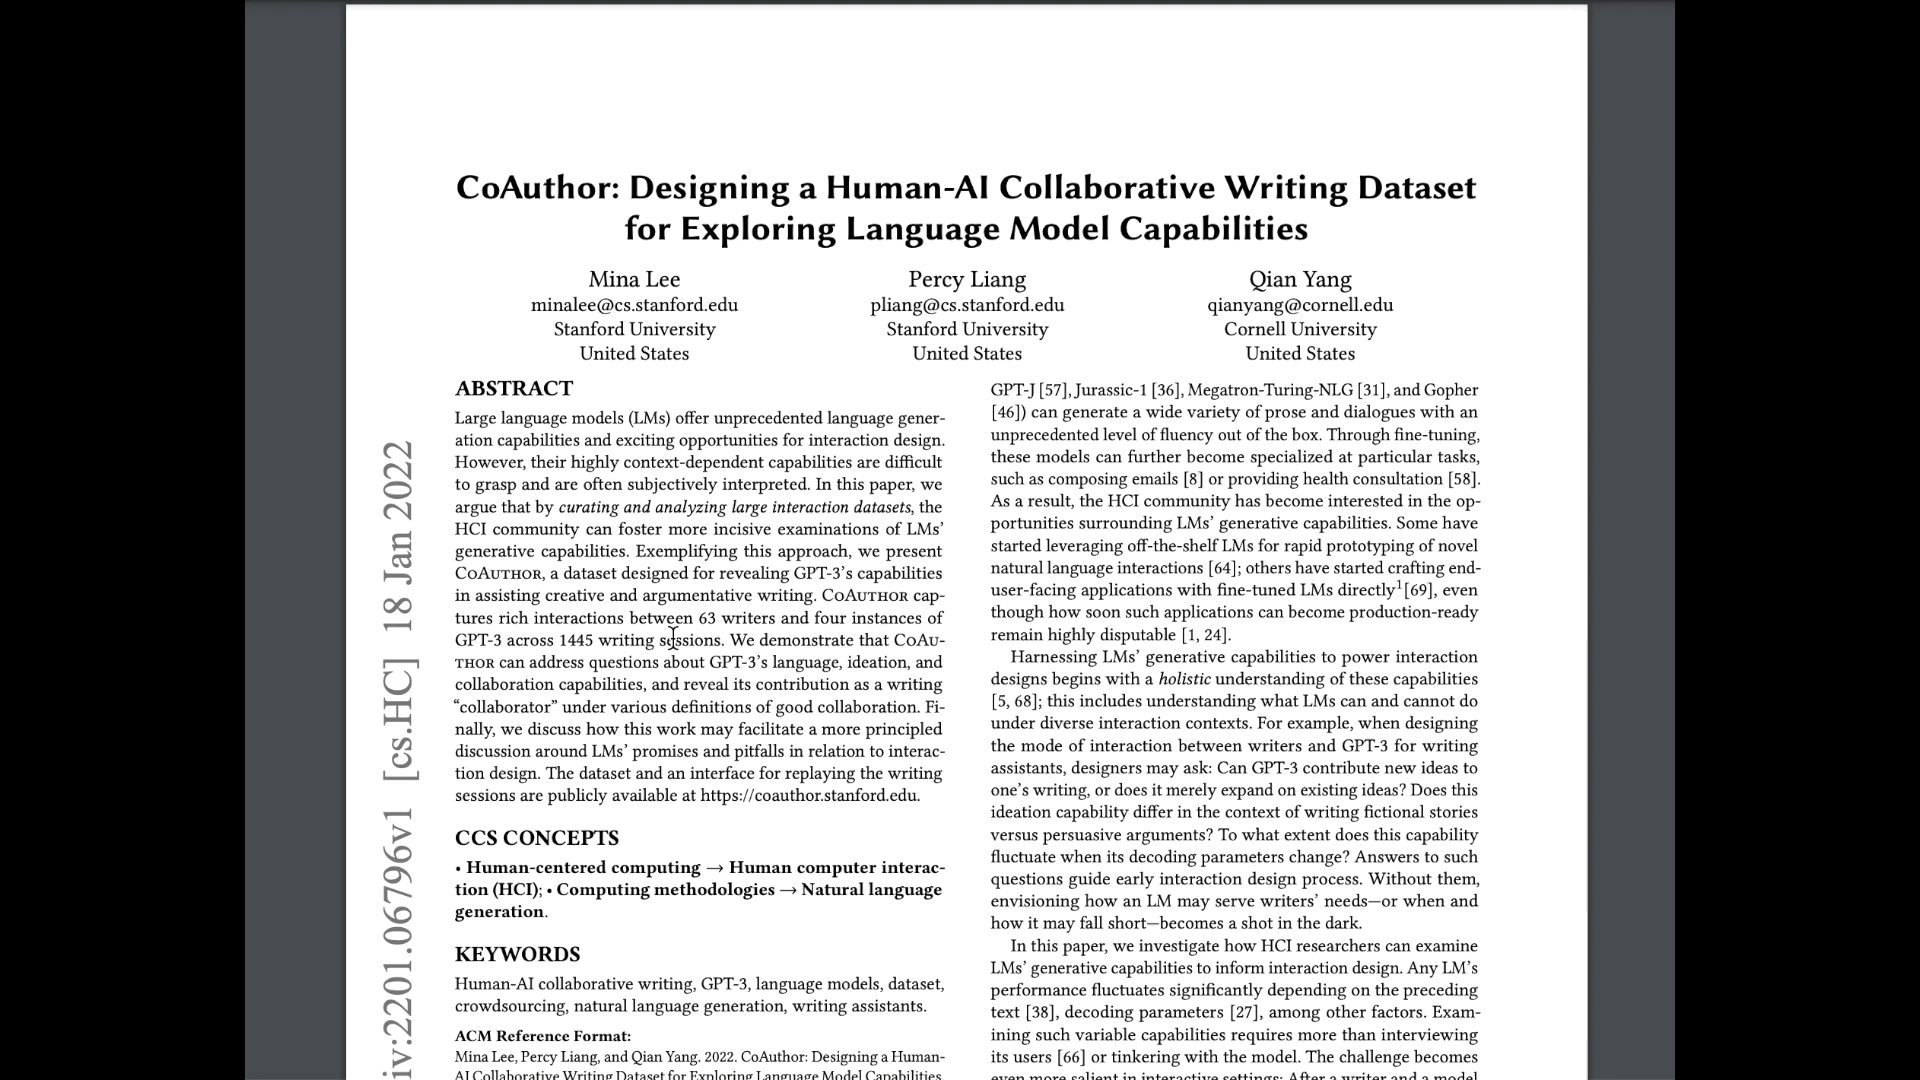 CoAuthor: Designing a Human-AI Collaborative Writing Dataset
for Exploring Language Model Capabilities
Mina Lee
minalee@cs.stanford.edu
Stanford University
United States
Percy Liang
pliang@cs.stanford.edu
Stanford University
United States
Qian Yang
qianyang@cornell.edu
Cornell University
United States
ABSTRACT
Large language models (LMs) offer unprecedented language gener-
ation capabilities and exciting opportunities for interaction design.
However, their highly context-dependent capabilities are difficult
to grasp and are often subjectively interpreted. In this paper, we
argue that by curating and analyzing large interaction datasets, the
HCI community can foster more incisive examinations of LMs'
generative capabilities. Exemplifying this approach, we present
CoAuthor, a dataset designed for revealing GPT-3's capabilities
in assisting creative and argumentative writing. CoAuthor cap-
tures rich interactions between 63 writers and four instances of
GPT-3 across 1445 writing sessions. We demonstrate that CoAu-
thor can address questions about GPT-3's language, ideation, and
collaboration capabilities, and reveal its contribution as a writing
“collaborator” under various definitions of good collaboration. Fi-
nally, we discuss how this work may facilitate a more principled
discussion around LMs' promises and pitfalls in relation to interac-
tion design. The dataset and an interface for replaying the writing
sessions are publicly available at https://coauthor.stanford.edu.
CCS CONCEPTS
• Human-centered computing → Human computer interac-
tion (HCI); • Computing methodologies → Natural language
generation.
KEYWORDS
Human-AI collaborative writing, GPT-3, language models, dataset,
crowdsourcing, natural language generation, writing assistants.
ACM Reference Format:
Mina Lee, Percy Liang, and Qian Yang. 2022. CoAuthor: Designing a Human-
AI Collaborative Writing Dataset for Exploring Language Model Capabilities.
GPT-J [57], Jurassic-1 [36], Megatron-Turing-NLG [31], and Gopher
[46]) can generate a wide variety of prose and dialogues with an
unprecedented level of fluency out of the box. Through fine-tuning,
these models can further become specialized at particular tasks,
such as composing emails [8] or providing health consultation [58].
As a result, the HCI community has become interested in the op-
portunities surrounding LMs' generative capabilities. Some have
started leveraging off-the-shelf LMs for rapid prototyping of novel
natural language interactions [64]; others have started crafting end-
user-facing applications with fine-tuned LMs directly¹[69], even
though how soon such applications can become production-ready
remain highly disputable [1, 24].
Harnessing LMs' generative capabilities to power interaction
designs begins with a holistic understanding of these capabilities
[5, 68]; this includes understanding what LMs can and cannot do
under diverse interaction contexts. For example, when designing
the mode of interaction between writers and GPT-3 for writing
assistants, designers may ask: Can GPT-3 contribute new ideas to
one's writing, or does it merely expand on existing ideas? Does this
ideation capability differ in the context of writing fictional stories
versus persuasive arguments? To what extent does this capability
fluctuate when its decoding parameters change? Answers to such
questions guide early interaction design process. Without them,
envisioning how an LM may serve writers' needs—or when and
how it may fall short—becomes a shot in the dark.
In this paper, we investigate how HCI researchers can examine
LMs' generative capabilities to inform interaction design. Any LM's
performance fluctuates significantly depending on the preceding
text [38], decoding parameters [27], among other factors. Exam-
ining such variable capabilities requires more than interviewing
its users [66] or tinkering with the model. The challenge becomes
even more salient in interactive settings: After a writer and a model
iv:2201.06796v1 [cs.HC] 18 Jan 2022